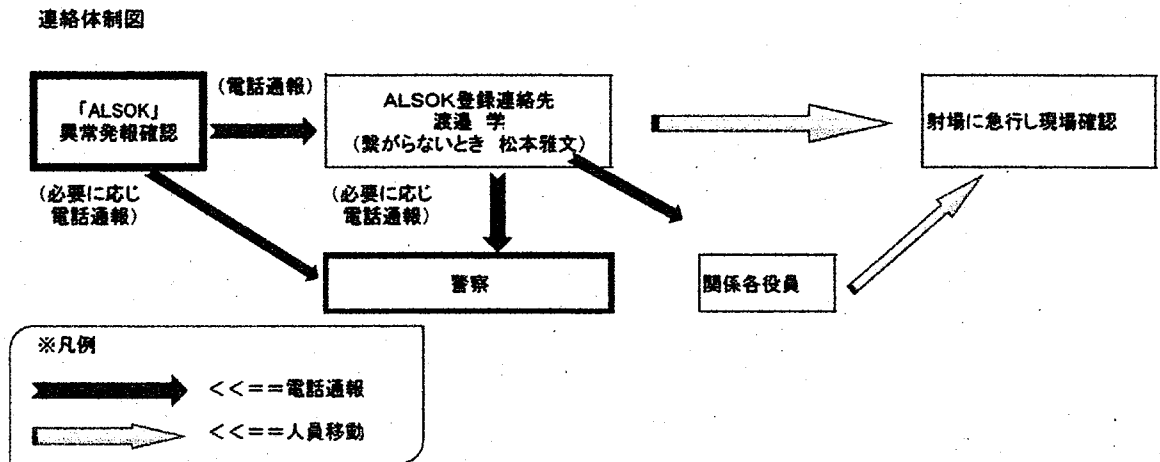 連絡体制図
「ALSOK」
異常発報確認
(電話通報)
ALSOK登録連絡先
渡邉 学
(繋がらないとき 松本雅文)
射場に急行し現場確認
(必要に応じ
電話通報)
(必要に応じ
電話通報)
警察
関係各役員
※凡例
<<==電話通報
<<==人員移動